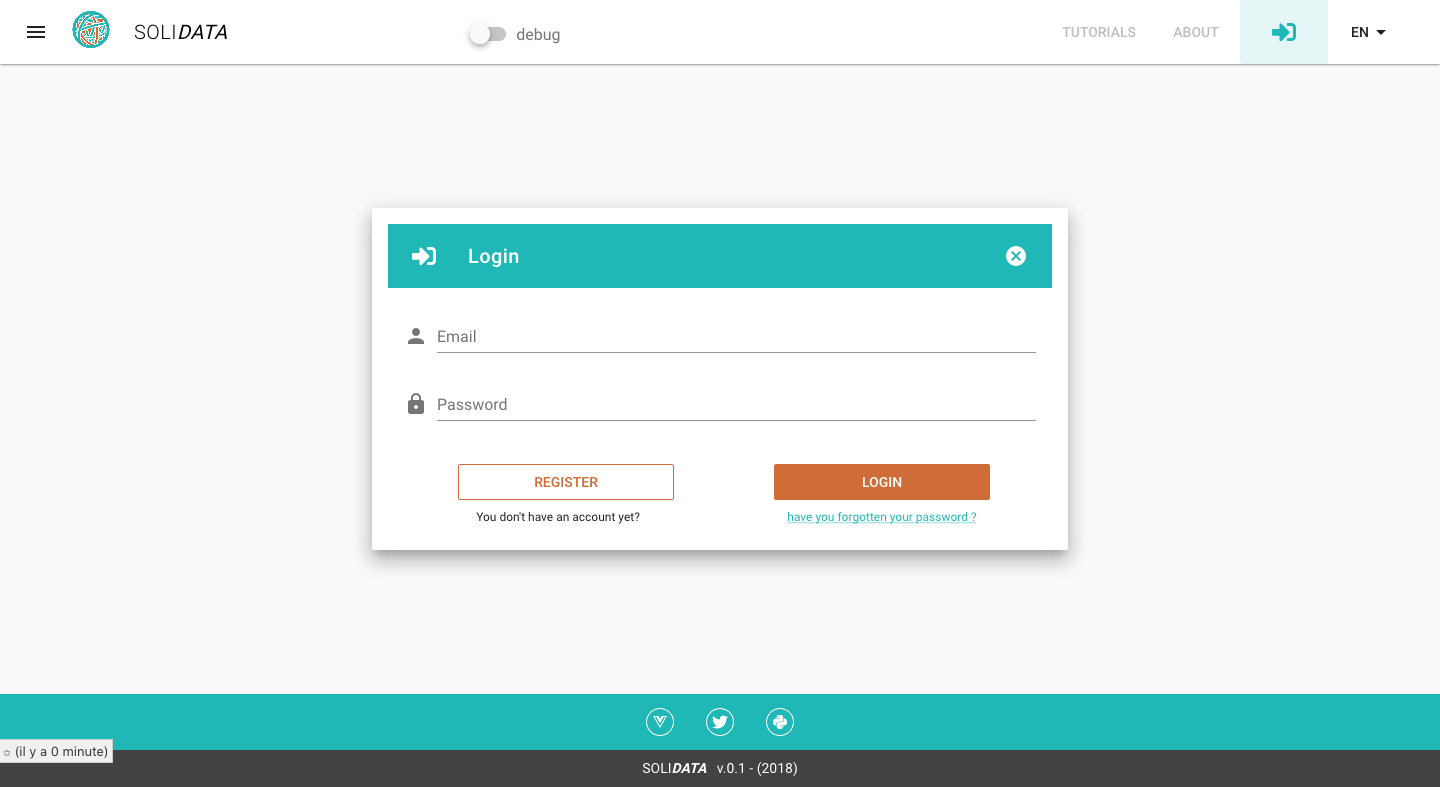 SOLIDATA
debug
TUTORIALS
ABOUT
EN
Login
Email
Password
REGISTER
LOGIN
You don't have an account yet?
have you forgotten your password ?
(il y a 0 minute)
SOLIDATA v.0.1 - (2018)